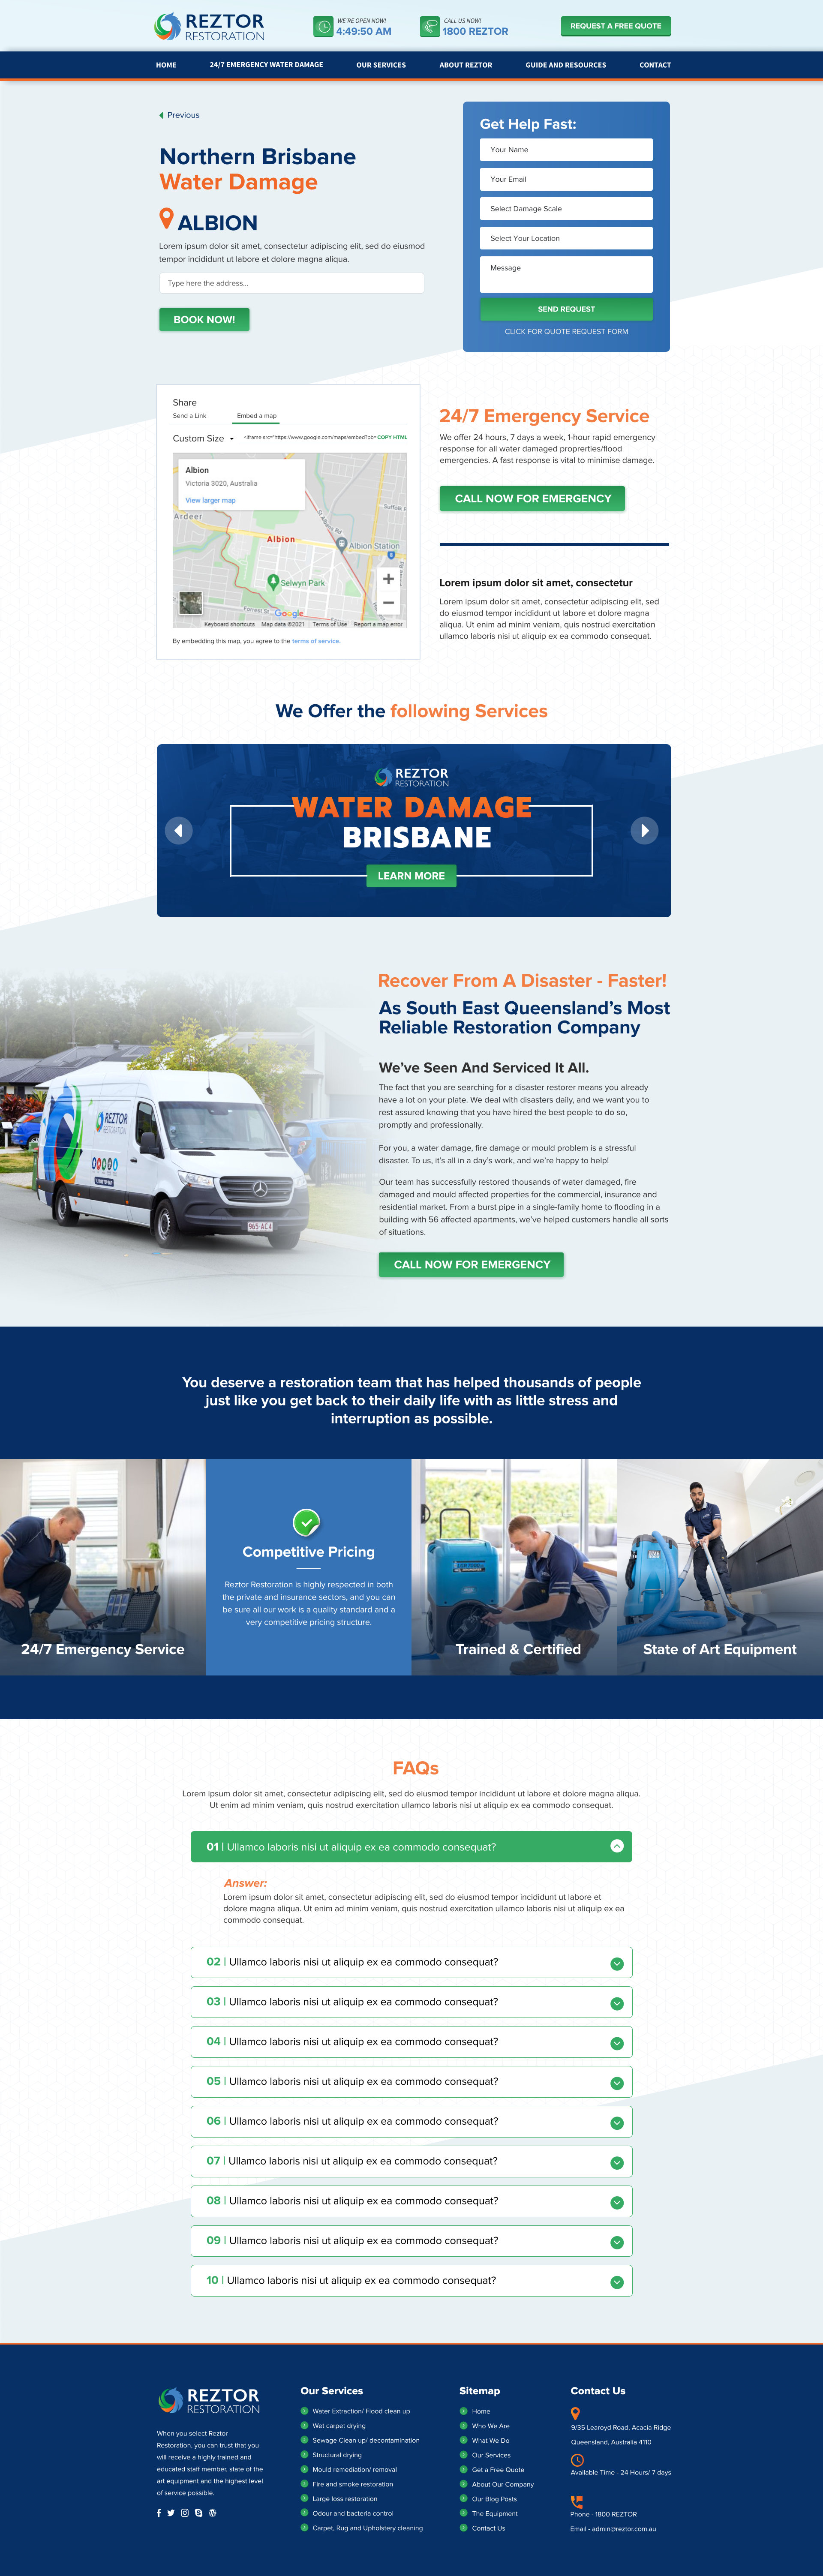 REZTOR
RESTORATION
WE'RE OPEN NOW!
4:49:50 AM
CALL US NOW!
1800 REZTOR
REQUEST A FREE QUOTE
HOME
24/7 EMERGENCY WATER DAMAGE
OUR SERVICES
ABOUT REZTOR
GUIDE AND RESOURCES
CONTACT
Previous
Northern Brisbane
Water Damage
ALBION
Lorem ipsum dolor sit amet, consectetur adipiscing elit, sed do eiusmod
tempor incididunt ut labore et dolore magna aliqua.
Type here the address...
BOOK NOW!
Get Help Fast:
Your Name
Your Email
Select Damage Scale
Select Your Location
Message
SEND REQUEST
CLICK FOR QUOTE REQUEST FORM
Share
Send a Link
Embed a map
Custom Size
<iframe src="https://www.google.com/maps/embed?pb=
COPY HTML
Albion
Victoria 3020, Australia
View larger map
Ardeer
Albion
Albion Station
Selwyn Park
Forrest St
Google
Keyboard shortcuts
Map data ©2021
Terms of Use
Report a map error
By embedding this map, you agree to the terms of service.
24/7 Emergency Service
We offer 24 hours, 7 days a week, 1-hour rapid emergency
response for all water damaged proprerties/flood
emergencies. A fast response is vital to minimise damage.
CALL NOW FOR EMERGENCY
Lorem ipsum dolor sit amet, consectetur
Lorem ipsum dolor sit amet, consectetur adipiscing elit, sed
do eiusmod tempor incididunt ut labore et dolore magna
aliqua. Ut enim ad minim veniam, quis nostrud exercitation
ullamco laboris nisi ut aliquip ex ea commodo consequat.
We Offer the following Services
REZTOR
RESTORATION
WATER DAMAGE
BRISBANE
LEARN MORE
Recover From A Disaster - Faster!
As South East Queensland's Most
Reliable Restoration Company
We've Seen And Serviced It All.
The fact that you are searching for a disaster restorer means you already
have a lot on your plate. We deal with disasters daily, and we want you to
rest assured knowing that you have hired the best people to do so,
promptly and professionally.
For you, a water damage, fire damage or mould problem is a stressful
disaster. To us, it's all in a day's work, and we're happy to help!
Our team has successfully restored thousands of water damaged, fire
damaged and mould affected properties for the commercial, insurance and
residential market. From a burst pipe in a single-family home to flooding in a
building with 56 affected apartments, we've helped customers handle all sorts
of situations.
CALL NOW FOR EMERGENCY
REZTOR
RESTORATION
965 AC4
You deserve a restoration team that has helped thousands of people
just like you get back to their daily life with as little stress and
interruption as possible.
24/7 Emergency Service
Competitive Pricing
Reztor Restoration is highly respected in both
the private and insurance sectors, and you can
be sure all our work is a quality standard and a
very competitive pricing structure.
Trained & Certified
State of Art Equipment
FAQs
Lorem ipsum dolor sit amet, consectetur adipiscing elit, sed do eiusmod tempor incididunt ut labore et dolore magna aliqua.
Ut enim ad minim veniam, quis nostrud exercitation ullamco laboris nisi ut aliquip ex ea commodo consequat.
01 | Ullamco laboris nisi ut aliquip ex ea commodo consequat?
Answer:
Lorem ipsum dolor sit amet, consectetur adipiscing elit, sed do eiusmod tempor incididunt ut labore et
dolore magna aliqua. Ut enim ad minim veniam, quis nostrud exercitation ullamco laboris nisi ut aliquip ex ea
commodo consequat.
02 | Ullamco laboris nisi ut aliquip ex ea commodo consequat?
03 | Ullamco laboris nisi ut aliquip ex ea commodo consequat?
04 | Ullamco laboris nisi ut aliquip ex ea commodo consequat?
05 | Ullamco laboris nisi ut aliquip ex ea commodo consequat?
06 | Ullamco laboris nisi ut aliquip ex ea commodo consequat?
07 | Ullamco laboris nisi ut aliquip ex ea commodo consequat?
08 | Ullamco laboris nisi ut aliquip ex ea commodo consequat?
09 | Ullamco laboris nisi ut aliquip ex ea commodo consequat?
10 | Ullamco laboris nisi ut aliquip ex ea commodo consequat?
REZTOR
RESTORATION
When you select Reztor
Restoration, you can trust that you
will receive a highly trained and
educated staff member, state of the
art equipment and the highest level
of service possible.
Our Services
Water Extraction/ Flood clean up
Wet carpet drying
Sewage Clean up/ decontamination
Structural drying
Mould remediation/ removal
Fire and smoke restoration
Large loss restoration
Odour and bacteria control
Carpet, Rug and Upholstery cleaning
Sitemap
Home
Who We Are
What We Do
Our Services
Get a Free Quote
About Our Company
Our Blog Posts
The Equipment
Contact Us
Contact Us
9/35 Learoyd Road, Acacia Ridge
Queensland, Australia 4110
Available Time - 24 Hours/ 7 days
Phone - 1800 REZTOR
Email - admin@reztor.com.au